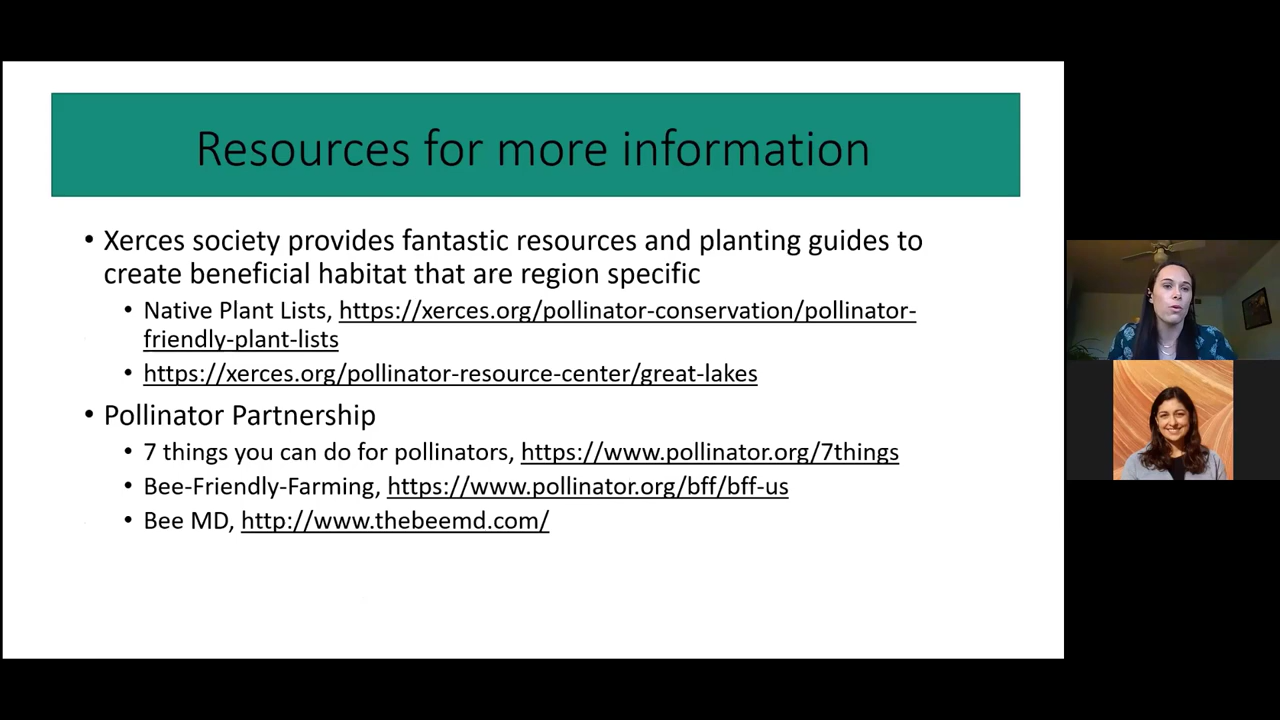 Resources for more information
• Xerces society provides fantastic resources and planting guides to
create beneficial habitat that are region specific
• Native Plant Lists, https://xerces.org/pollinator-conservation/pollinator-
friendly-plant-lists
• https://xerces.org/pollinator-resource-center/great-lakes
• Pollinator Partnership
• 7 things you can do for pollinators, https://www.pollinator.org/7things
• Bee-Friendly-Farming, https://www.pollinator.org/bff/bff-us
• Bee MD, http://www.thebeemd.com/